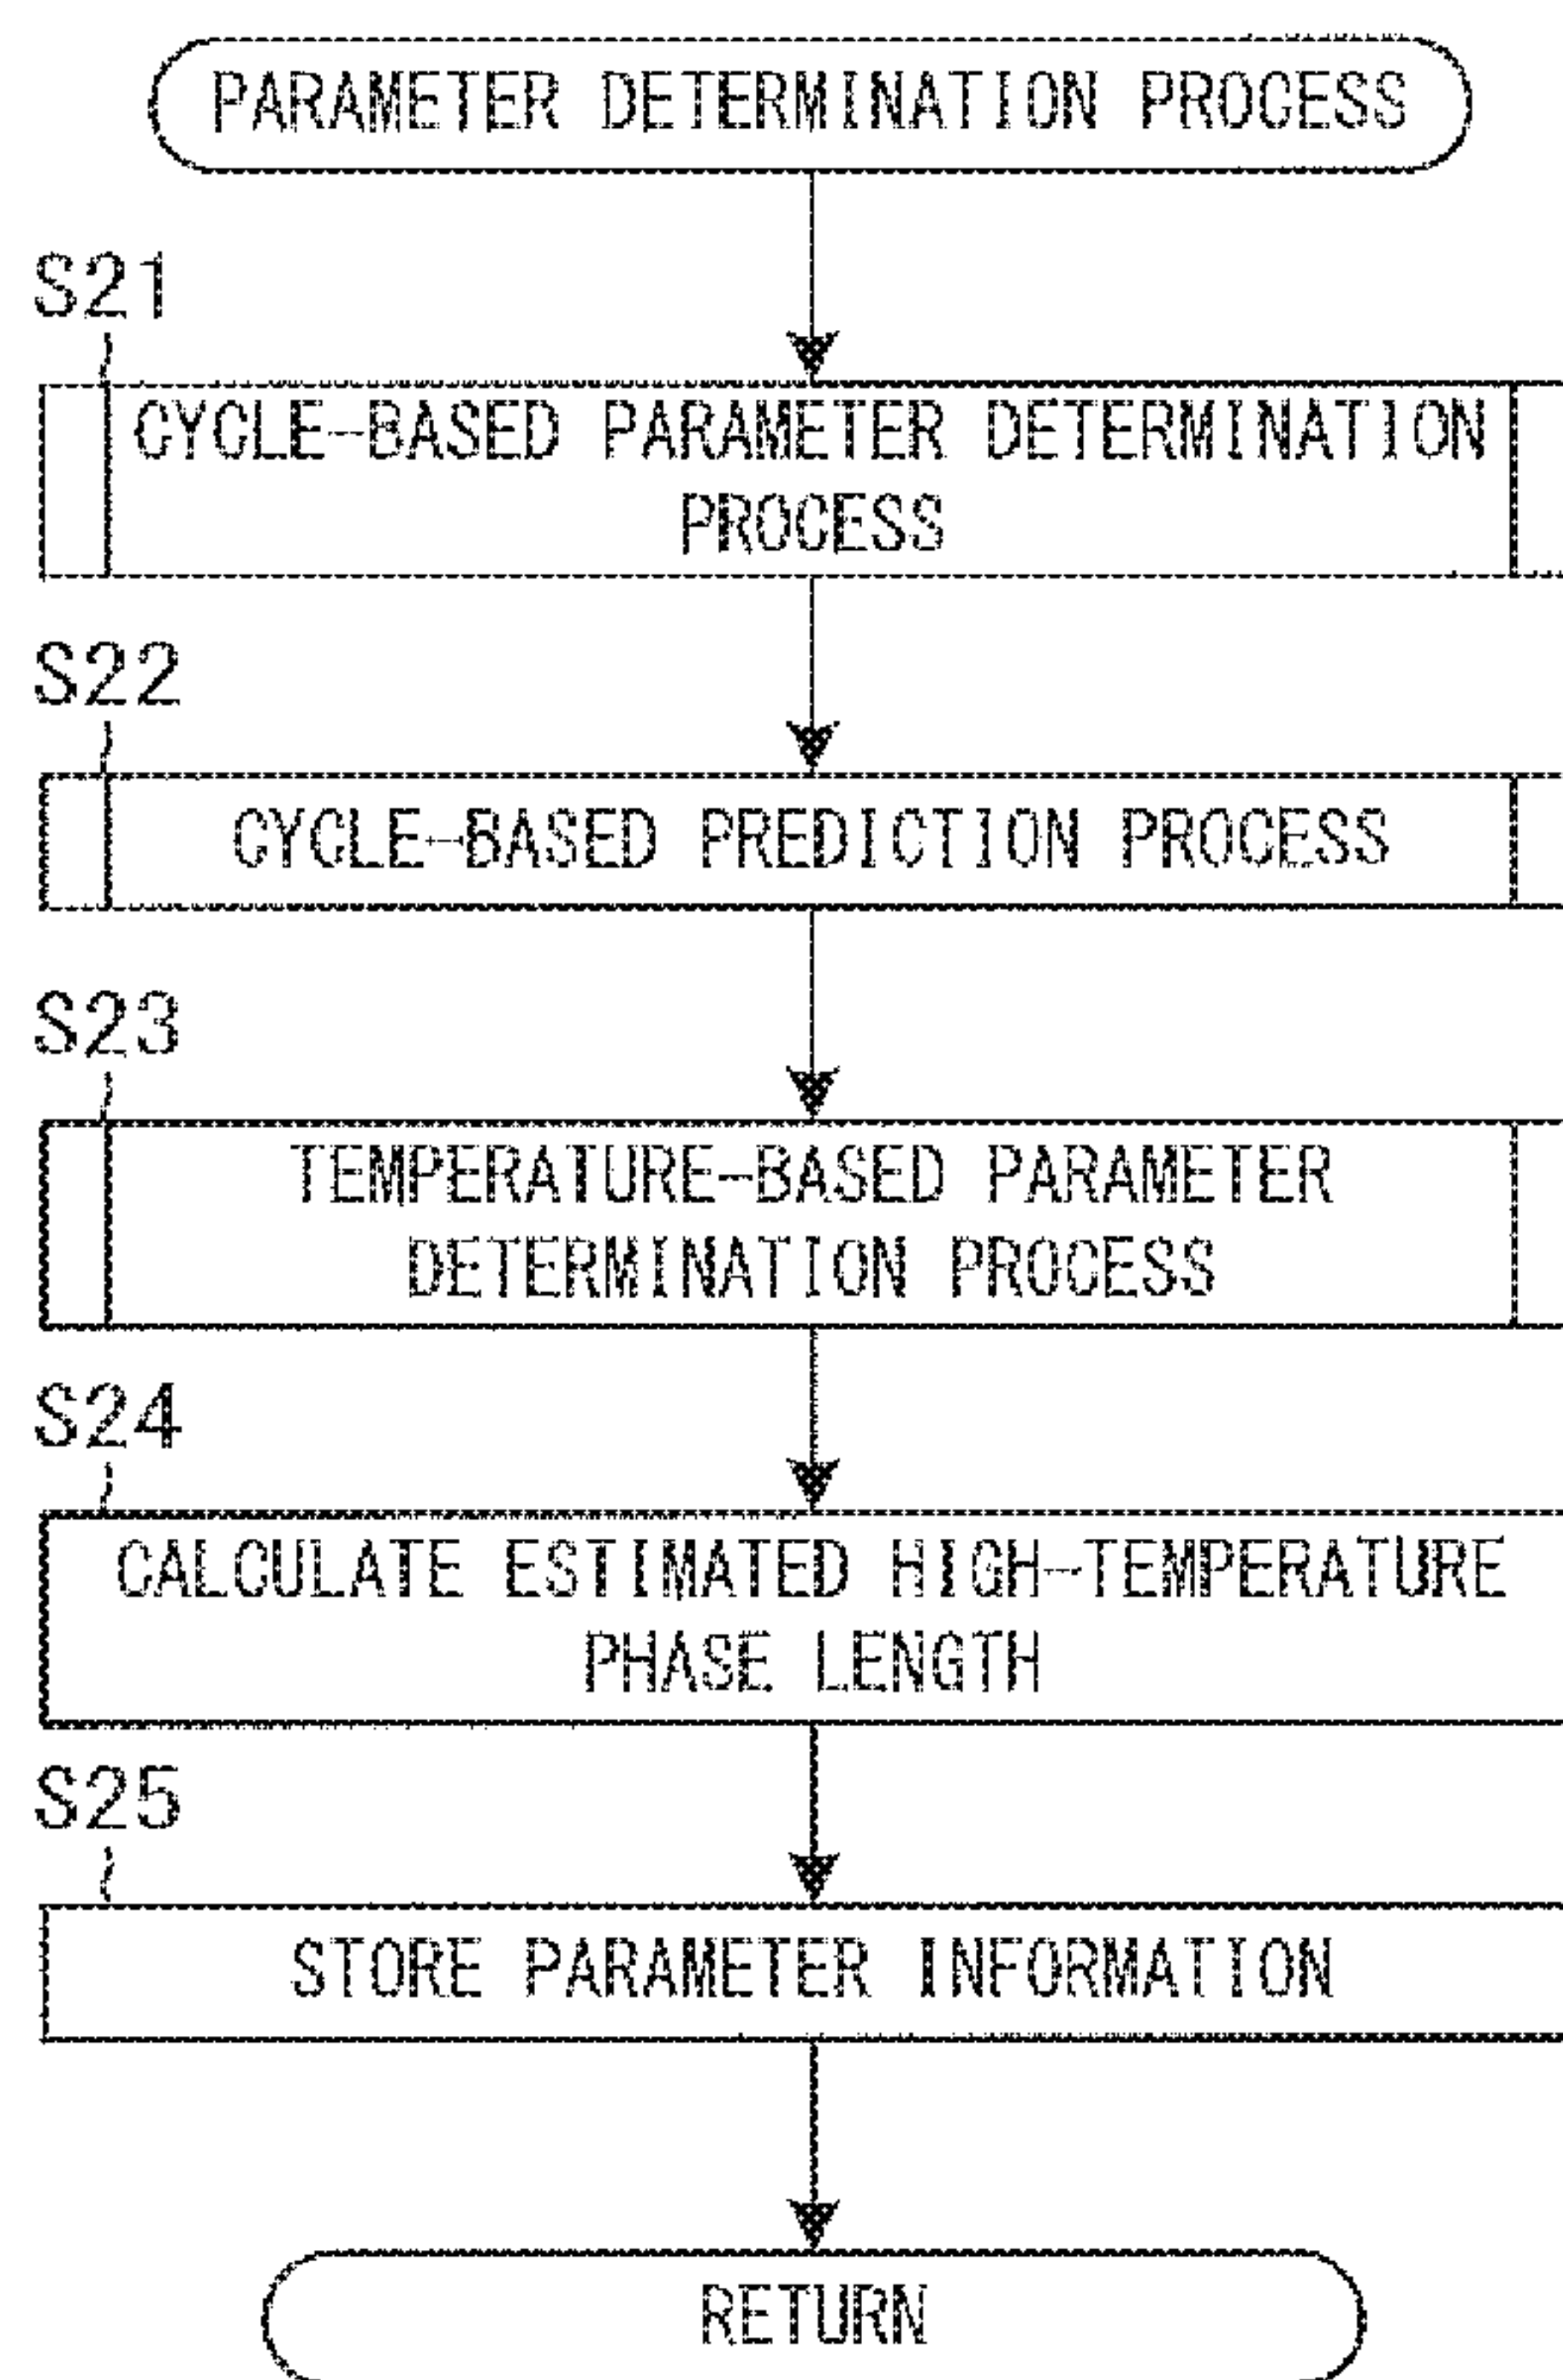 PARAMETER DETERMINATION PROCESS
S21
CYCLE-BASED PARAMETER DETERMINATION
PROCESS
S22
CYCLE-BASED PREDICTION PROCESS
S23
TEMPERATURE-BASED PARAMETER
DETERMINATION PROCESS
S24
CALCULATE ESTIMATED HIGH-TEMPERATURE
PHASE LENGTH
S25
STORE PARAMETER INFORMATION
RETURN